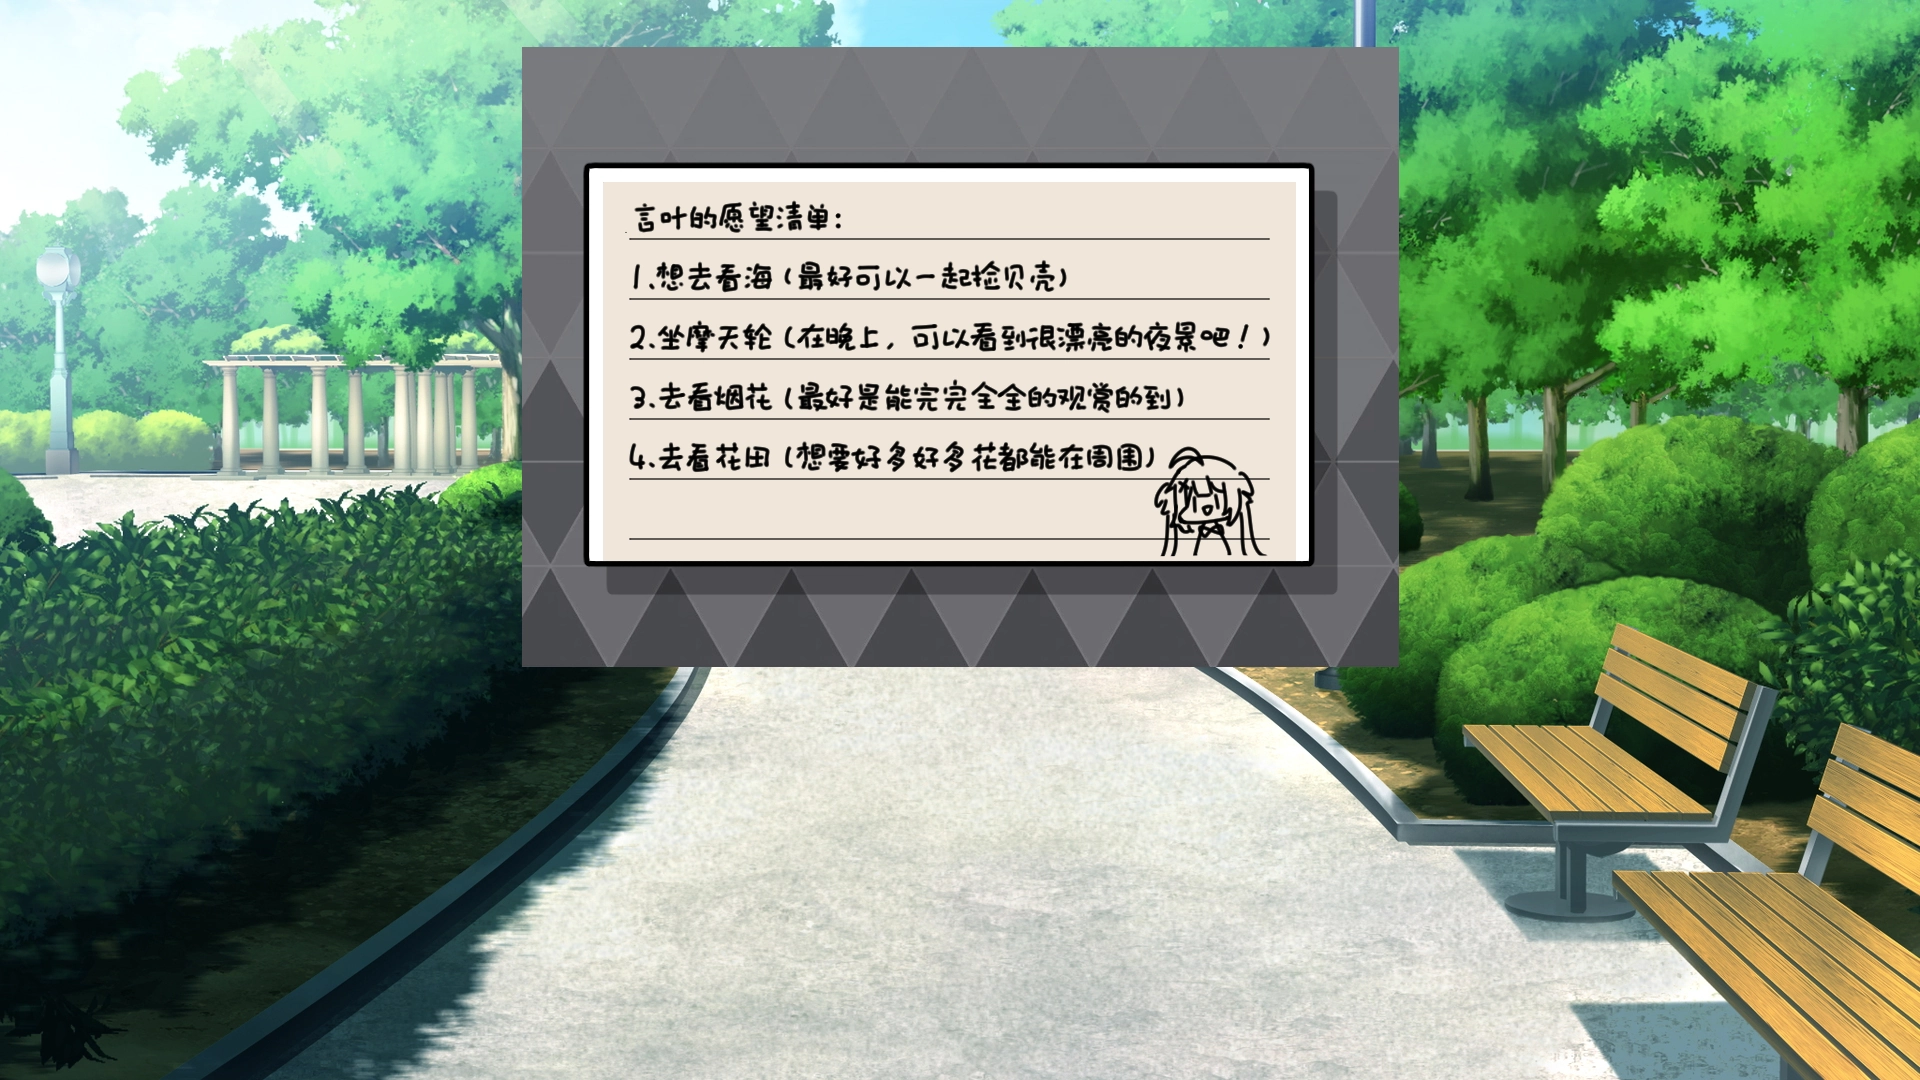 言叶的愿望清单:
1.想去看海(最好可以一起捡贝壳)
2.坐摩天轮(在晚上，可以看到很漂亮的夜景吧！)
3.去看烟花(最好是能完完全全的观赏的到)
4.去看花田(想要好多好多花都能在周围)